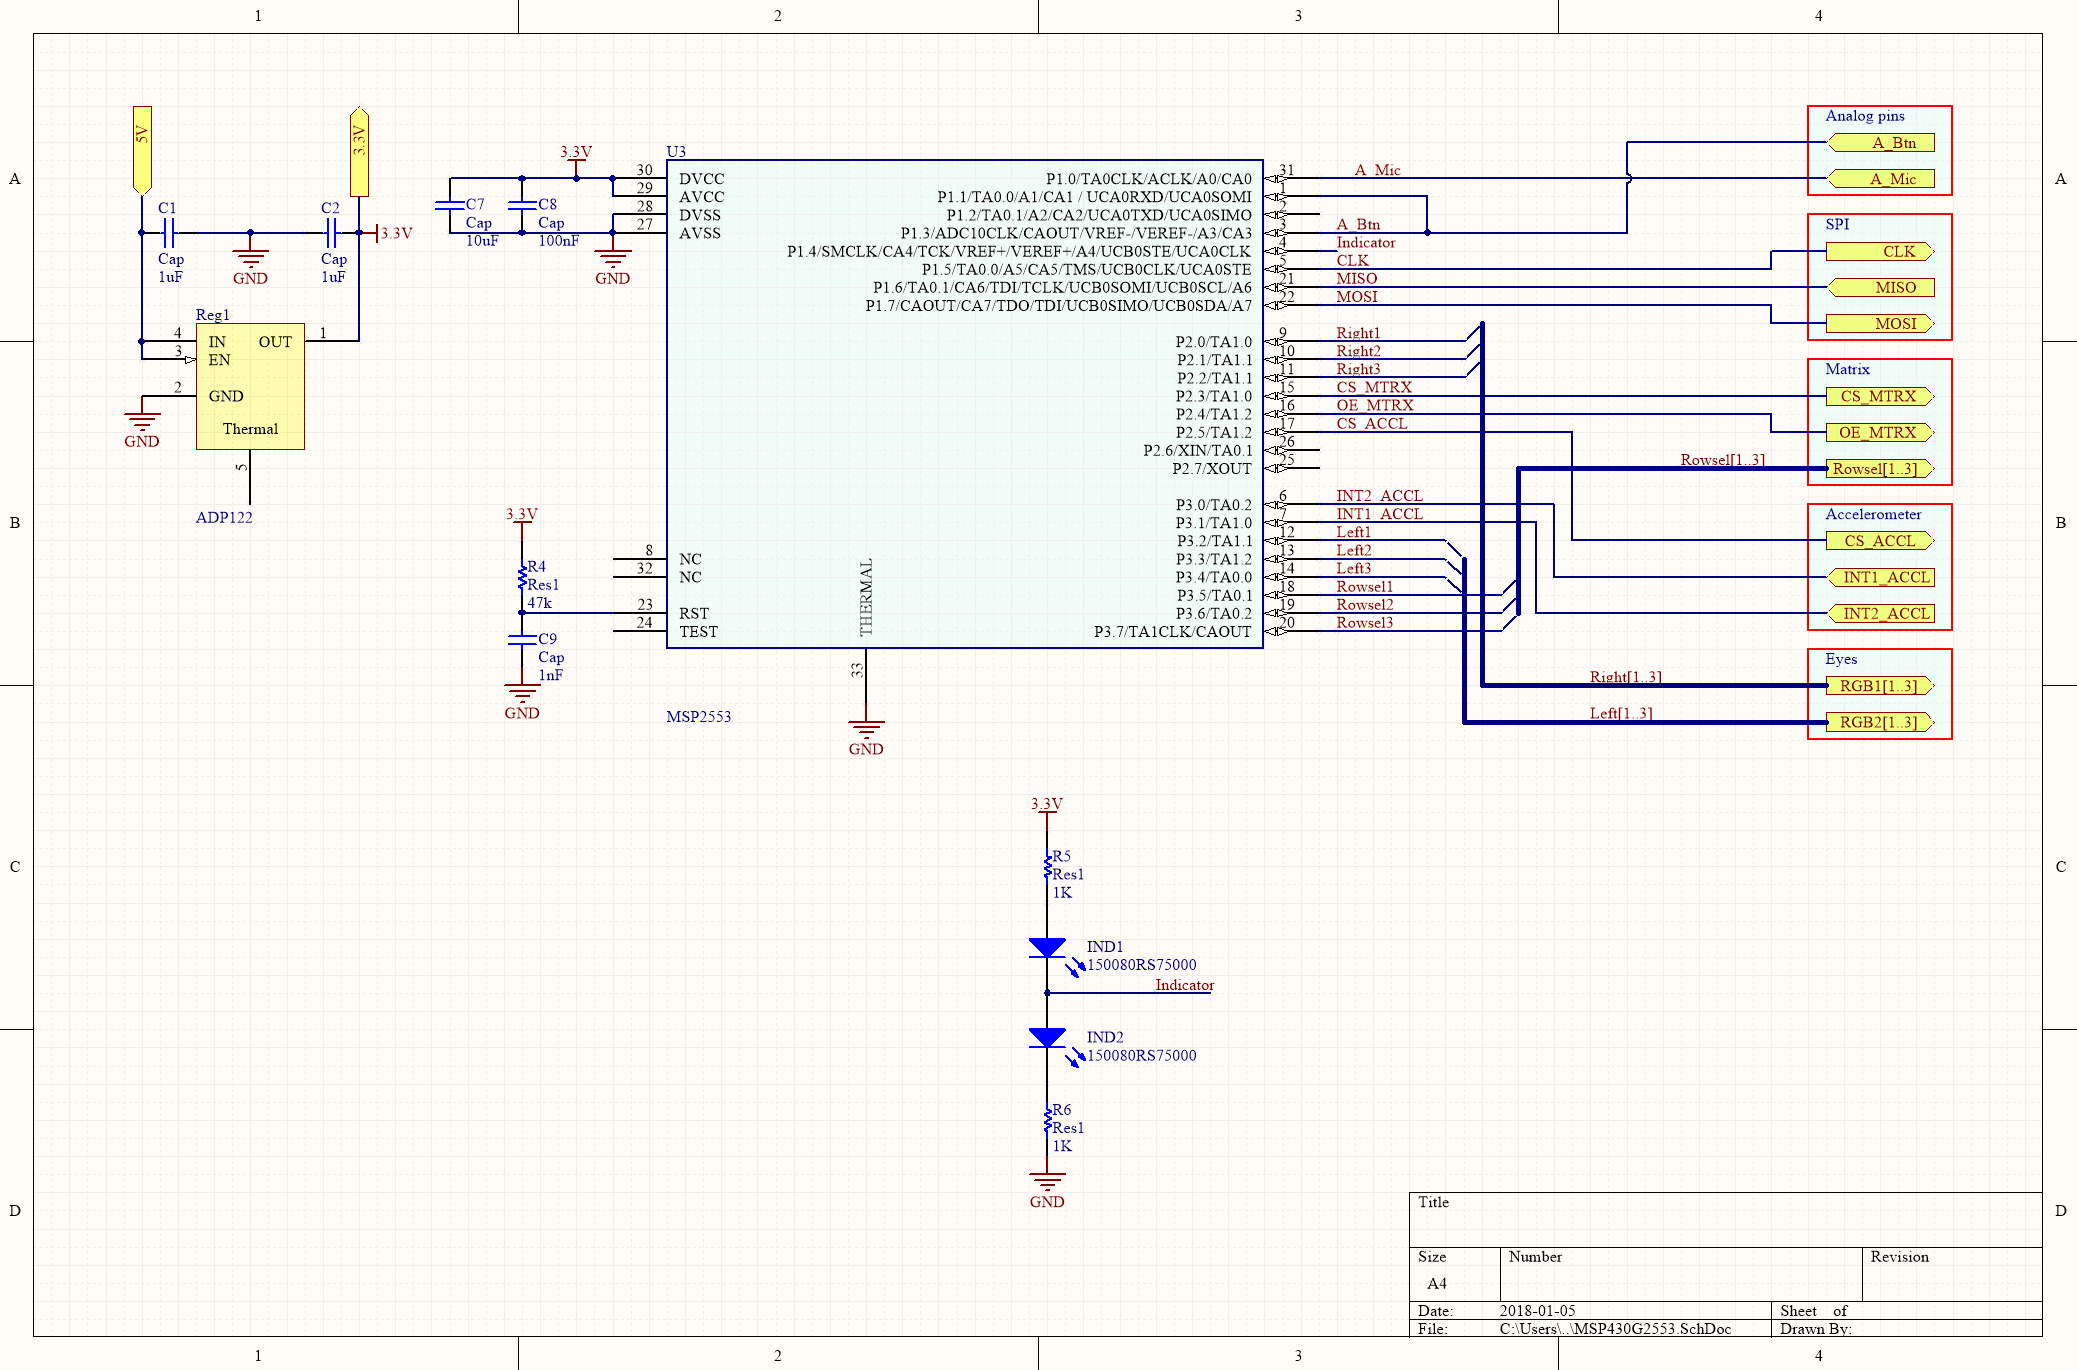 1 2 3 4
A
B
C
D
A
B
C
D
1 2 3 4
5V
3.3V
C1
Cap
1uF
GND
C2
Cap
1uF
3.3V
Reg1
4 IN OUT 1
3 EN
2 GND
Thermal
5
GND
ADP122
3.3V
C7
Cap
10uF
C8
Cap
100nF
GND
3.3V
R4
Res1
47k
C9
Cap
1nF
GND
U3
30 DVCC
29 AVCC
28 DVSS
27 AVSS
8 NC
32 NC
23 RST
24 TEST
THERMAL
33
GND
MSP2553
P1.0/TA0CLK/ACLK/A0/CA0 31 A_Mic
P1.1/TA0.0/A1/CA1 / UCA0RXD/UCA0SOMI 1
P1.2/TA0.1/A2/CA2/UCA0TXD/UCA0SIMO 2
P1.3/ADC10CLK/CAOUT/VREF-/VEREF-/A3/CA3 3 A_Btn
P1.4/SMCLK/CA4/TCK/VREF+/VEREF+/A4/UCB0STE/UCA0CLK 4 Indicator
P1.5/TA0.0/A5/CA5/TMS/UCB0CLK/UCA0STE 5 CLK
P1.6/TA0.1/CA6/TDI/TCLK/UCB0SOMI/UCB0SCL/A6 21 MISO
P1.7/CAOUT/CA7/TDO/TDI/UCB0SIMO/UCB0SDA/A7 22 MOSI
P2.0/TA1.0 9 Right1
P2.1/TA1.1 10 Right2
P2.2/TA1.1 11 Right3
P2.3/TA1.0 15 CS_MTRX
P2.4/TA1.2 16 OE_MTRX
P2.5/TA1.2 17 CS_ACCL
P2.6/XIN/TA0.1 26
P2.7/XOUT 25
P3.0/TA0.2 6 INT2_ACCL
P3.1/TA1.0 7 INT1_ACCL
P3.2/TA1.1 12 Left1
P3.3/TA1.2 13 Left2
P3.4/TA0.0 14 Left3
P3.5/TA0.1 18 Rowsel1
P3.6/TA0.2 19 Rowsel2
P3.7/TA1CLK/CAOUT 20 Rowsel3
Rowsel[1..3]
Right[1..3]
Left[1..3]
Analog pins
A_Btn
A_Mic
SPI
CLK
MISO
MOSI
Matrix
CS_MTRX
OE_MTRX
Rowsel[1..3]
Accelerometer
CS_ACCL
INT1_ACCL
INT2_ACCL
Eyes
RGB1[1..3]
RGB2[1..3]
3.3V
R5
Res1
1K
IND1
150080RS75000
Indicator
IND2
150080RS75000
R6
Res1
1K
GND
Title
Size Number Revision
A4
Date: 2018-01-05 Sheet of
File: C:\Users\..\MSP430G2553.SchDoc Drawn By: